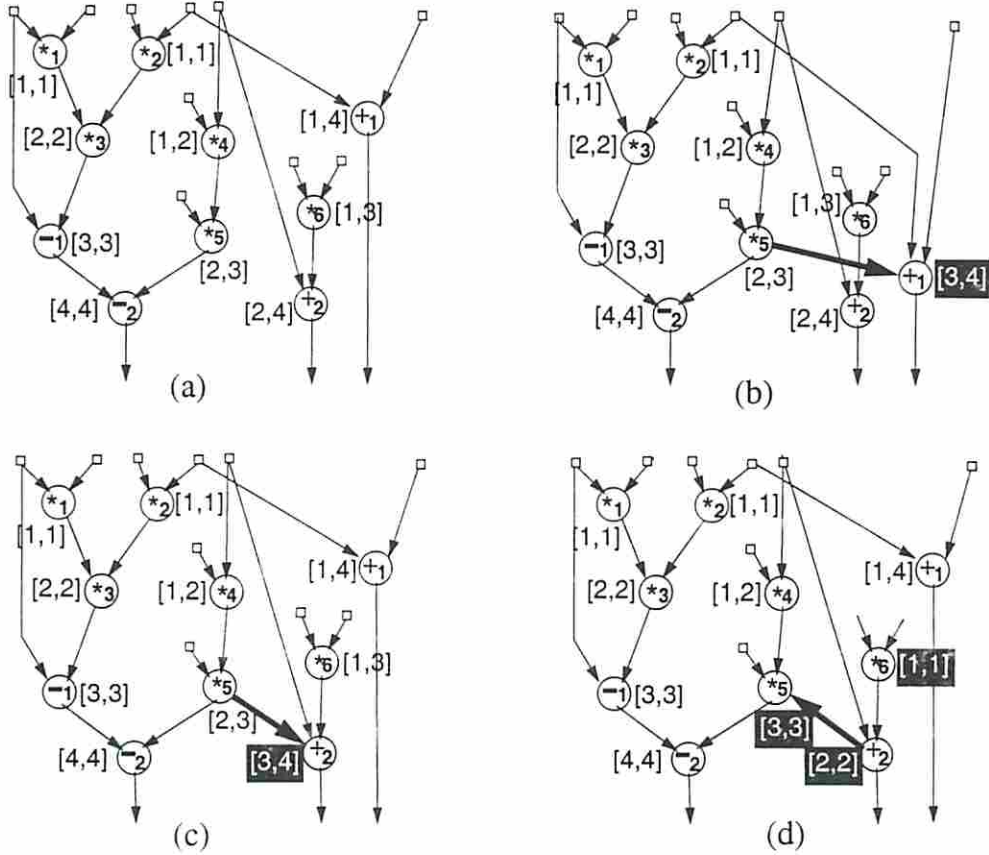 *1 [1,1] *2 [1,1]
[2,2] *3 [1,2] *4 [1,4] +1
*6 [1,3]
−1 [3,3] *5 [2,3]
[4,4] −2 [2,4] +2
(a)
*1 [1,1] *2 [1,1]
[2,2] *3 [1,2] *4
[1,3] *6
−1 [3,3] *5 [2,3] +1 [3,4]
[4,4] −2 [2,4] +2
(b)
*1 [1,1] *2 [1,1]
[2,2] *3 [1,2] *4 [1,4] +1
*6 [1,3]
−1 [3,3] *5 [2,3]
[4,4] −2 [3,4] +2
(c)
*1 [1,1] *2 [1,1]
[2,2] *3 [1,2] *4 [1,4] +1
*6 [1,1]
−1 [3,3] *5 [3,3]
[4,4] −2 [2,2] +2
(d)